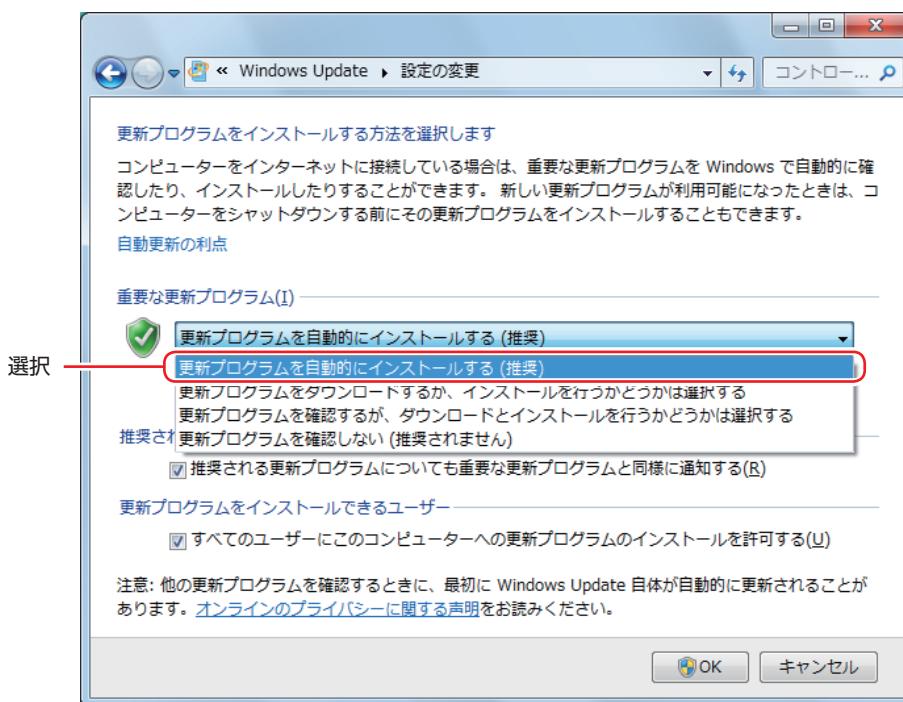 « Windows Update ▸ 設定の変更
コントロー...
更新プログラムをインストールする方法を選択します
コンピューターをインターネットに接続している場合は、重要な更新プログラムを Windows で自動的に確
認したり、インストールしたりすることができます。 新しい更新プログラムが利用可能になったときは、コ
ンピューターをシャットダウンする前にその更新プログラムをインストールすることもできます。
自動更新の利点
重要な更新プログラム(I)
更新プログラムを自動的にインストールする (推奨)
選択
更新プログラムを自動的にインストールする (推奨)
更新プログラムをダウンロードするが、インストールを行うかどうかは選択する
更新プログラムを確認するが、ダウンロードとインストールを行うかどうかは選択する
推奨され
更新プログラムを確認しない (推奨されません)
推奨される更新プログラムについても重要な更新プログラムと同様に通知する(R)
更新プログラムをインストールできるユーザー
すべてのユーザーにこのコンピューターへの更新プログラムのインストールを許可する(U)
注意: 他の更新プログラムを確認するときに、最初に Windows Update 自体が自動的に更新されることが
あります。オンラインのプライバシーに関する声明をお読みください。
OK
キャンセル